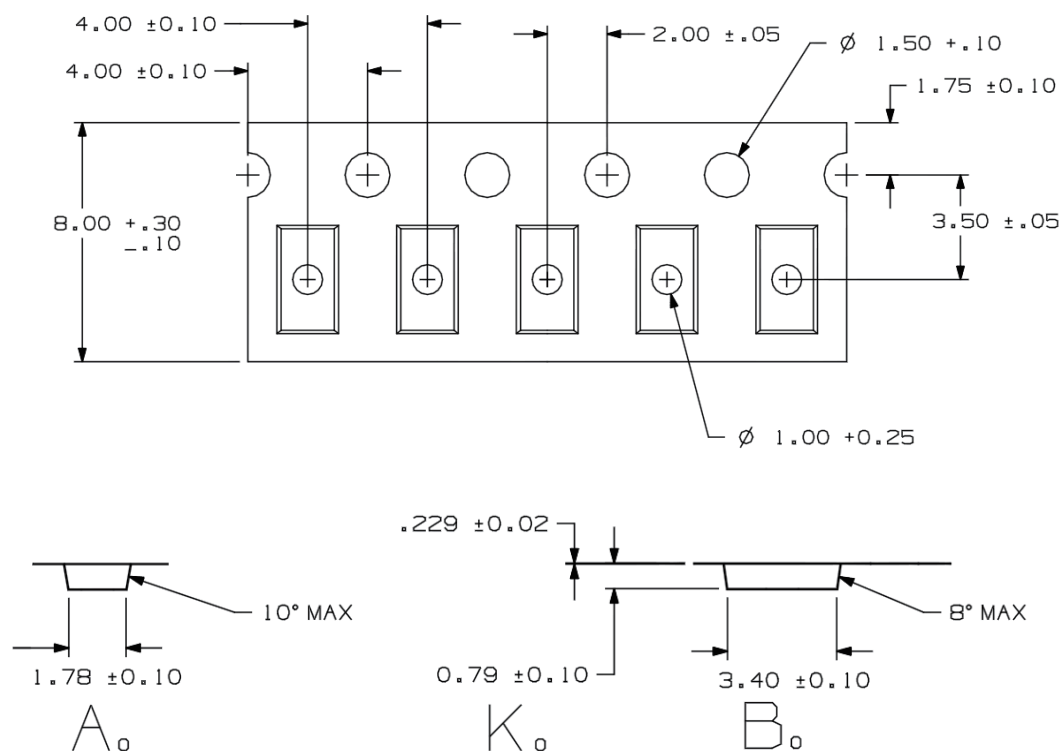 4.00 ±0.10
2.00 ±.05
Ø 1.50 +.10
4.00 ±0.10
1.75 ±0.10
8.00 +.30
-.10
3.50 ±.05
Ø 1.00 +0.25
.229 ±0.02
10° MAX
8° MAX
1.78 ±0.10
0.79 ±0.10
3.40 ±0.10
A₀
K₀
B₀